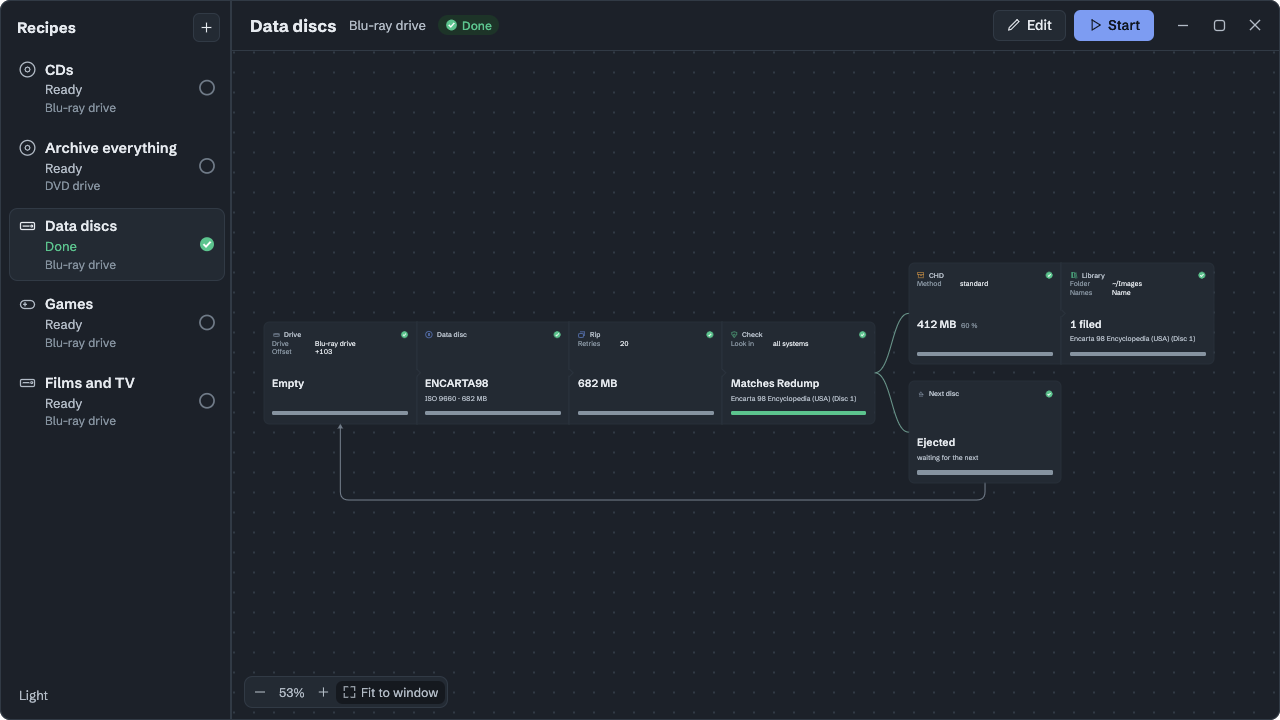 Recipes
CDs
Ready
Blu-ray drive
Archive everything
Ready
DVD drive
Data discs
Done
Blu-ray drive
Games
Ready
Blu-ray drive
Films and TV
Ready
Blu-ray drive
Light
Data discs Blu-ray drive Done
Edit
Start
Drive
Drive Blu-ray drive
Offset +103
Empty
Data disc
ENCARTA98
ISO 9660 · 682 MB
Rip
Retries 20
682 MB
Check
Look in all systems
Matches Redump
Encarta 98 Encyclopedia (USA) (Disc 1)
CHD
Method standard
412 MB 60 %
Library
Folder ~/Images
Names Name
1 filed
Encarta 98 Encyclopedia (USA) (Disc 1)
Next disc
Ejected
waiting for the next
53%
Fit to window